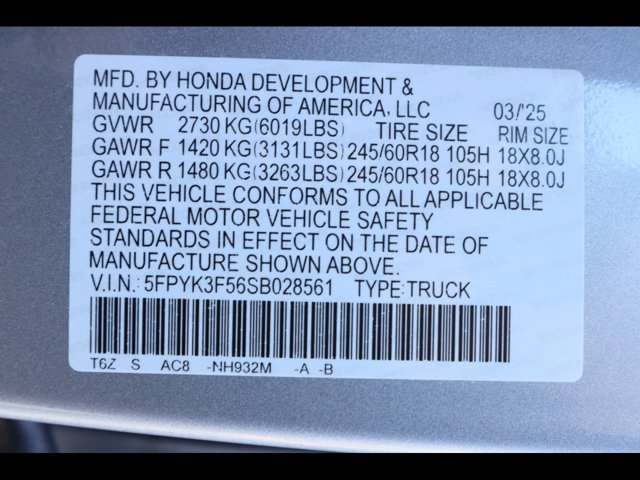 MFD. BY HONDA DEVELOPMENT &
MANUFACTURING OF AMERICA, LLC 03/'25
GVWR 2730 KG(6019LBS) TIRE SIZE RIM SIZE
GAWR F 1420 KG(3131LBS) 245/60R18 105H 18X8.0J
GAWR R 1480 KG(3263LBS) 245/60R18 105H 18X8.0J
THIS VEHICLE CONFORMS TO ALL APPLICABLE
FEDERAL MOTOR VEHICLE SAFETY
STANDARDS IN EFFECT ON THE DATE OF
MANUFACTURE SHOWN ABOVE.
V.I.N.: 5FPYK3F56SB028561 TYPE:TRUCK
T6Z S AC8 -NH932M -A -B